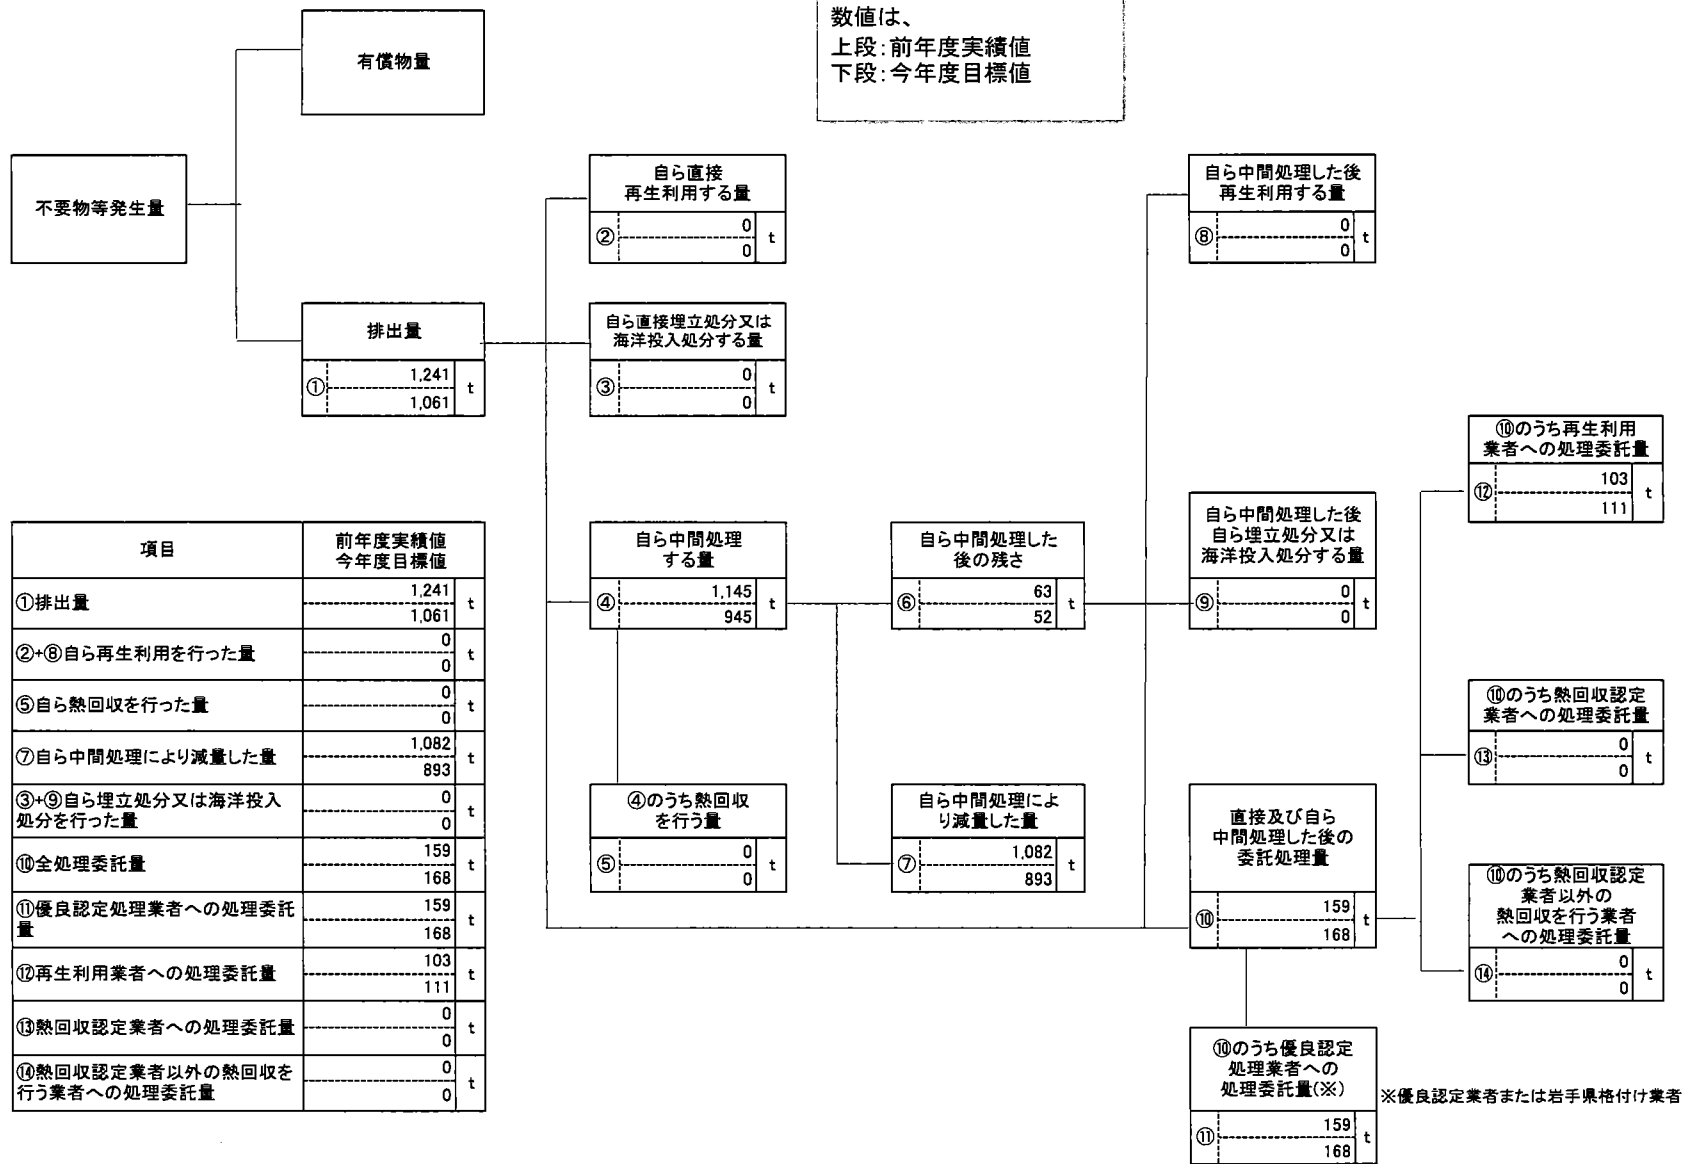 数値は、
上段:前年度実績値
下段:今年度目標値
有償物量
不要物等発生量
排出量
① 1,241 t
1,061
自ら直接
再生利用する量
② 0 t
0
自ら直接埋立処分又は
海洋投入処分する量
③ 0 t
0
自ら中間処理
する量
④ 1,145 t
945
④のうち熱回収
を行う量
⑤ 0 t
0
自ら中間処理した
後の残さ
⑥ 63 t
52
自ら中間処理によ
り減量した量
⑦ 1,082 t
893
自ら中間処理した後
再生利用する量
⑧ 0 t
0
自ら中間処理した後
自ら埋立処分又は
海洋投入処分する量
⑨ 0 t
0
直接及び自ら
中間処理した後の
委託処理量
⑩ 159 t
168
⑩のうち優良認定
処理業者への
処理委託量(※)
⑪ 159 t
168
※優良認定業者または岩手県格付け業者
⑩のうち再生利用
業者への処理委託量
⑫ 103 t
111
⑩のうち熱回収認定
業者への処理委託量
⑬ 0 t
0
⑩のうち熱回収認定
業者以外の
熱回収を行う業者
への処理委託量
⑭ 0 t
0
項目 前年度実績値
今年度目標値
①排出量 1,241 t
1,061
②+⑧自ら再生利用を行った量 0 t
0
⑤自ら熱回収を行った量 0 t
0
⑦自ら中間処理により減量した量 1,082 t
893
③+⑨自ら埋立処分又は海洋投入
処分を行った量 0 t
0
⑩全処理委託量 159 t
168
⑪優良認定処理業者への処理委託
量 159 t
168
⑫再生利用業者への処理委託量 103 t
111
⑬熱回収認定業者への処理委託量 0 t
0
⑭熱回収認定業者以外の熱回収を
行う業者への処理委託量 0 t
0